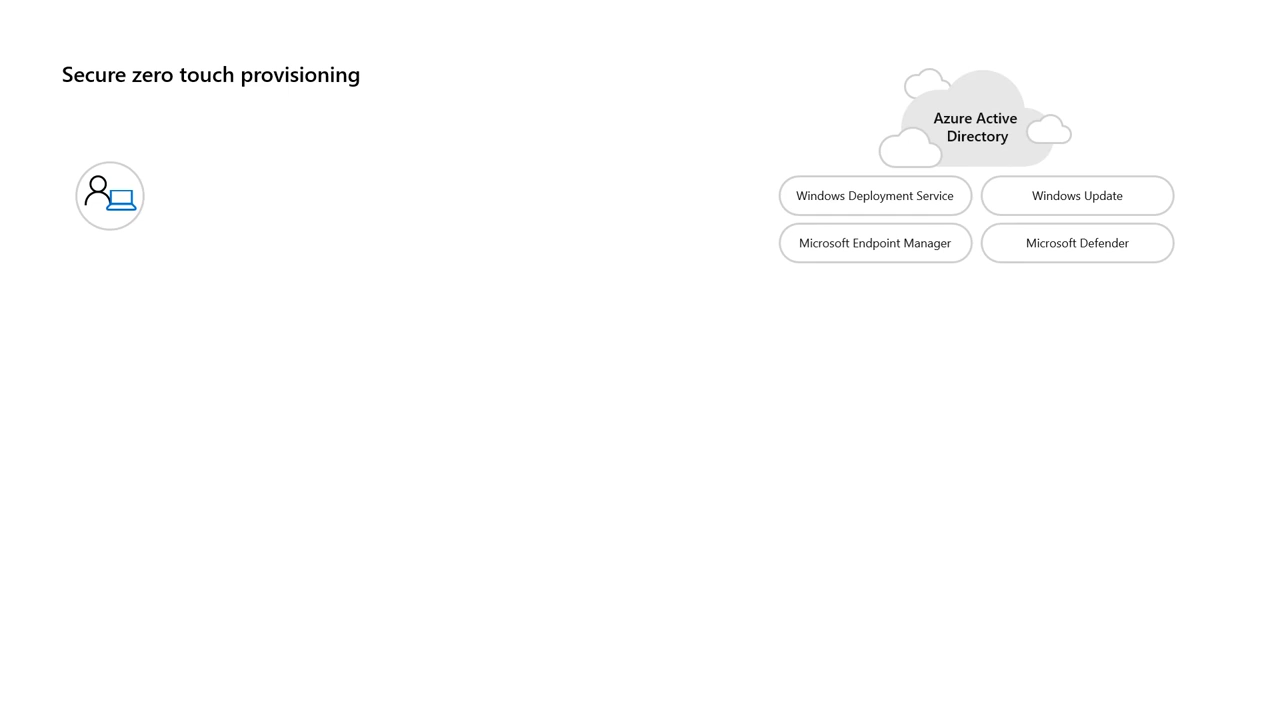 Secure zero touch provisioning
Azure Active
Directory
Windows Deployment Service
Windows Update
Microsoft Endpoint Manager
Microsoft Defender